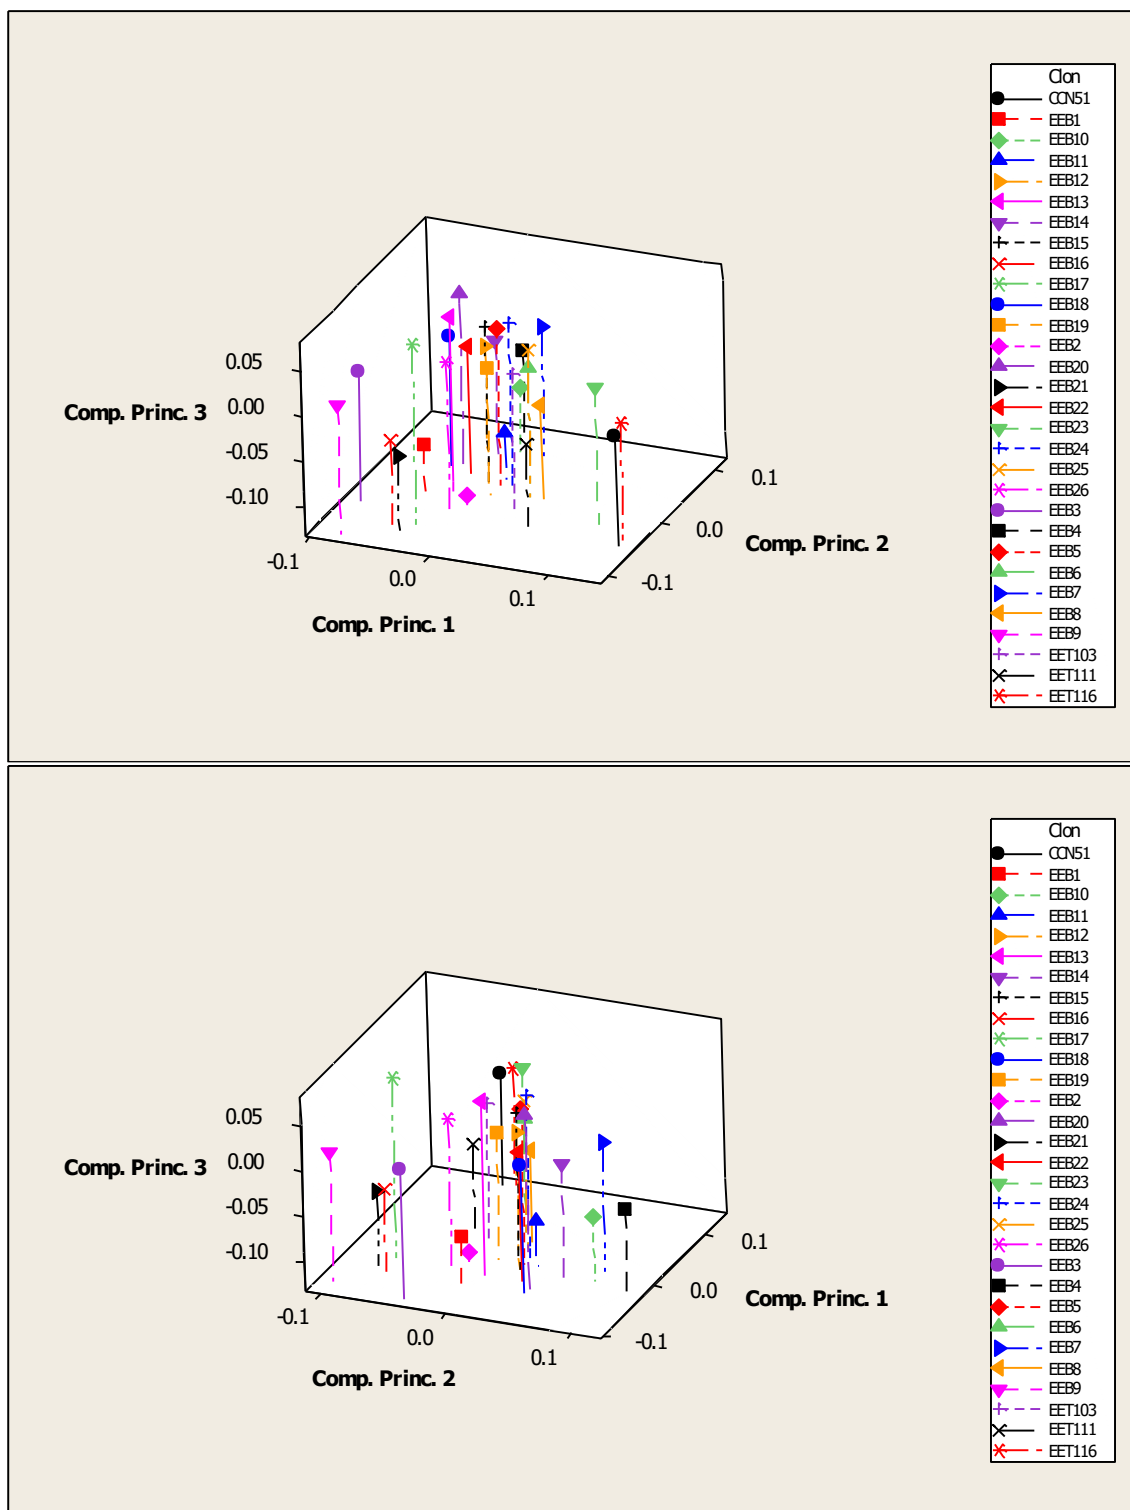 Clon
CCN51
EEB1
EEB10
EEB11
EEB12
EEB13
EEB14
EEB15
EEB16
EEB17
EEB18
EEB19
EEB2
EEB20
EEB21
EEB22
EEB23
EEB24
EEB25
EEB26
EEB3
EEB4
EEB5
EEB6
EEB7
EEB8
EEB9
EET103
EET111
EET116
0.05
0.00
-0.05
-0.10
Comp. Princ. 3
-0.1
0.0
0.1
Comp. Princ. 1
0.1
0.0
-0.1
Comp. Princ. 2
Clon
CCN51
EEB1
EEB10
EEB11
EEB12
EEB13
EEB14
EEB15
EEB16
EEB17
EEB18
EEB19
EEB2
EEB20
EEB21
EEB22
EEB23
EEB24
EEB25
EEB26
EEB3
EEB4
EEB5
EEB6
EEB7
EEB8
EEB9
EET103
EET111
EET116
0.05
0.00
-0.05
-0.10
Comp. Princ. 3
-0.1
0.0
0.1
Comp. Princ. 2
0.1
0.0
-0.1
Comp. Princ. 1